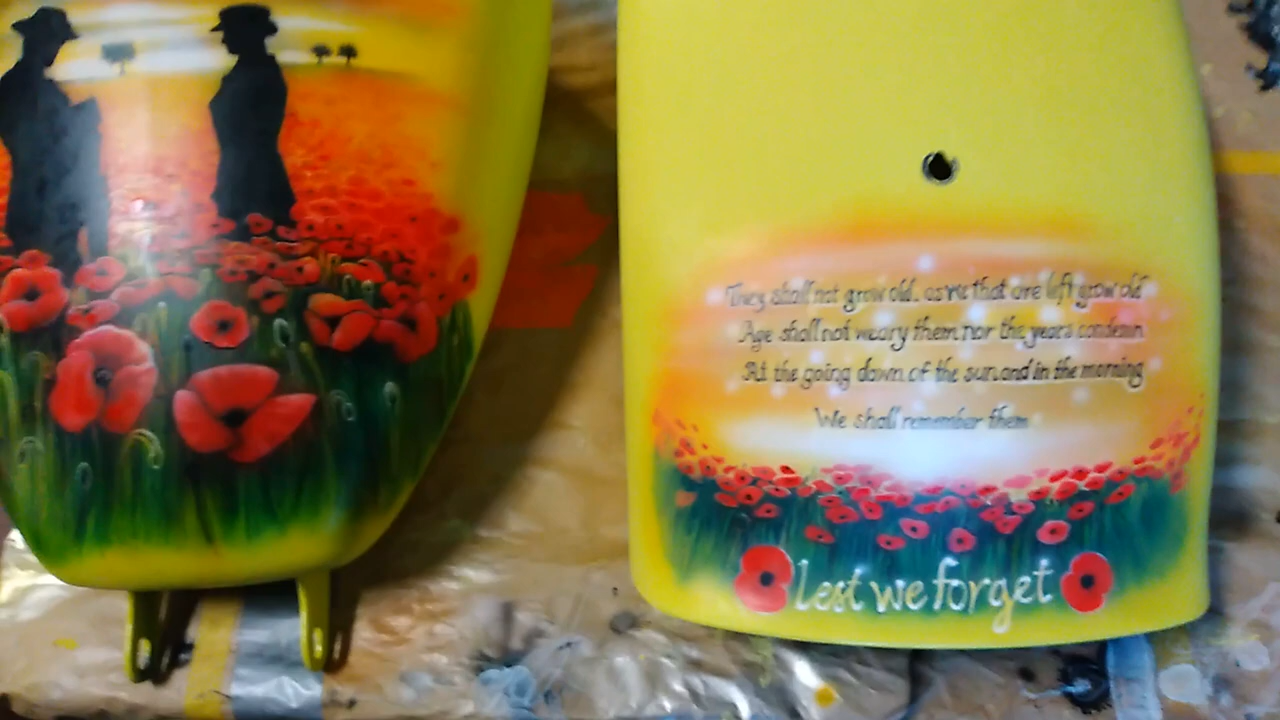 They shall not grow old, as we that are left grow old
Age shall not weary them nor the years condemn
At the going down of the sun and in the morning
We shall remember them
Lest we forget